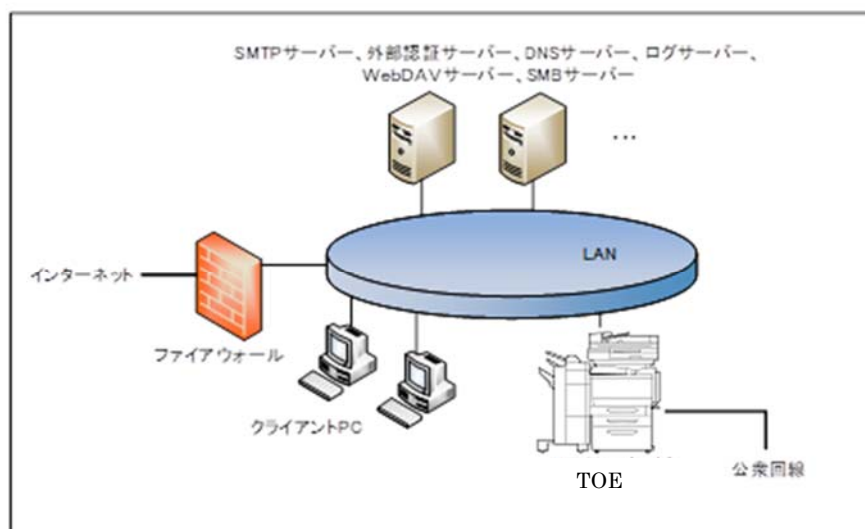 SMTPサーバー、外部認証サーバー、DNSサーバー、ログサーバー、
WebDAVサーバー、SMBサーバー
…
LAN
インターネット
ファイアウォール
クライアントPC
TOE
公衆回線